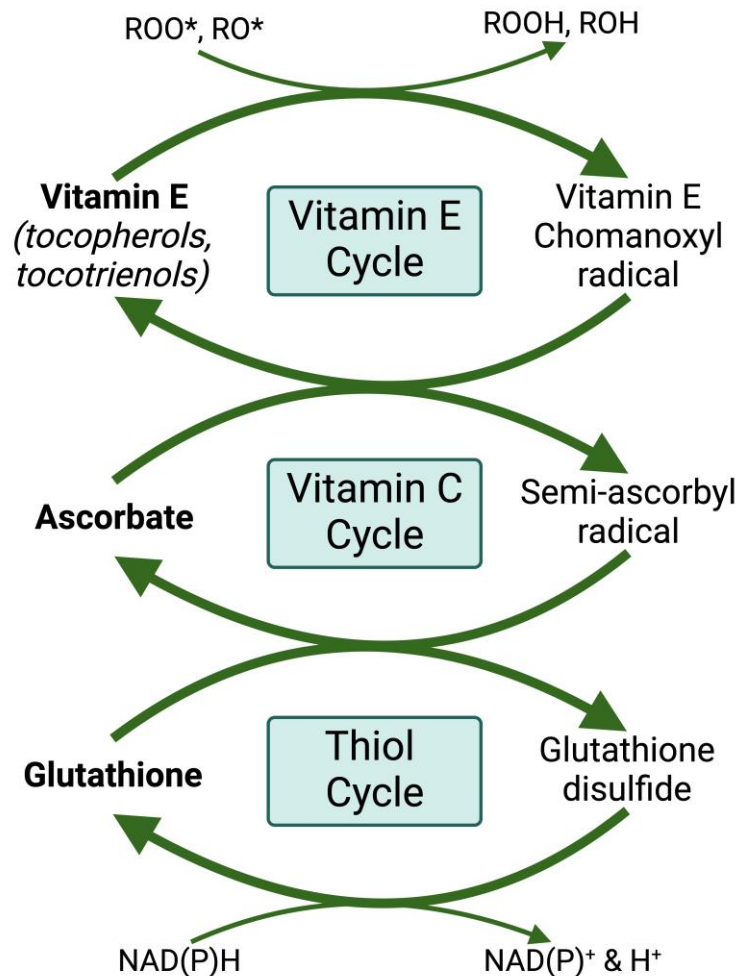 ROO*, RO*
ROOH, ROH
Vitamin E
(tocopherols,
tocotrienols)
Vitamin E
Cycle
Vitamin E
Chomanoxyl
radical
Ascorbate
Vitamin C
Cycle
Semi-ascorbyl
radical
Glutathione
Thiol
Cycle
Glutathione
disulfide
NAD(P)H
NAD(P)⁺ & H⁺